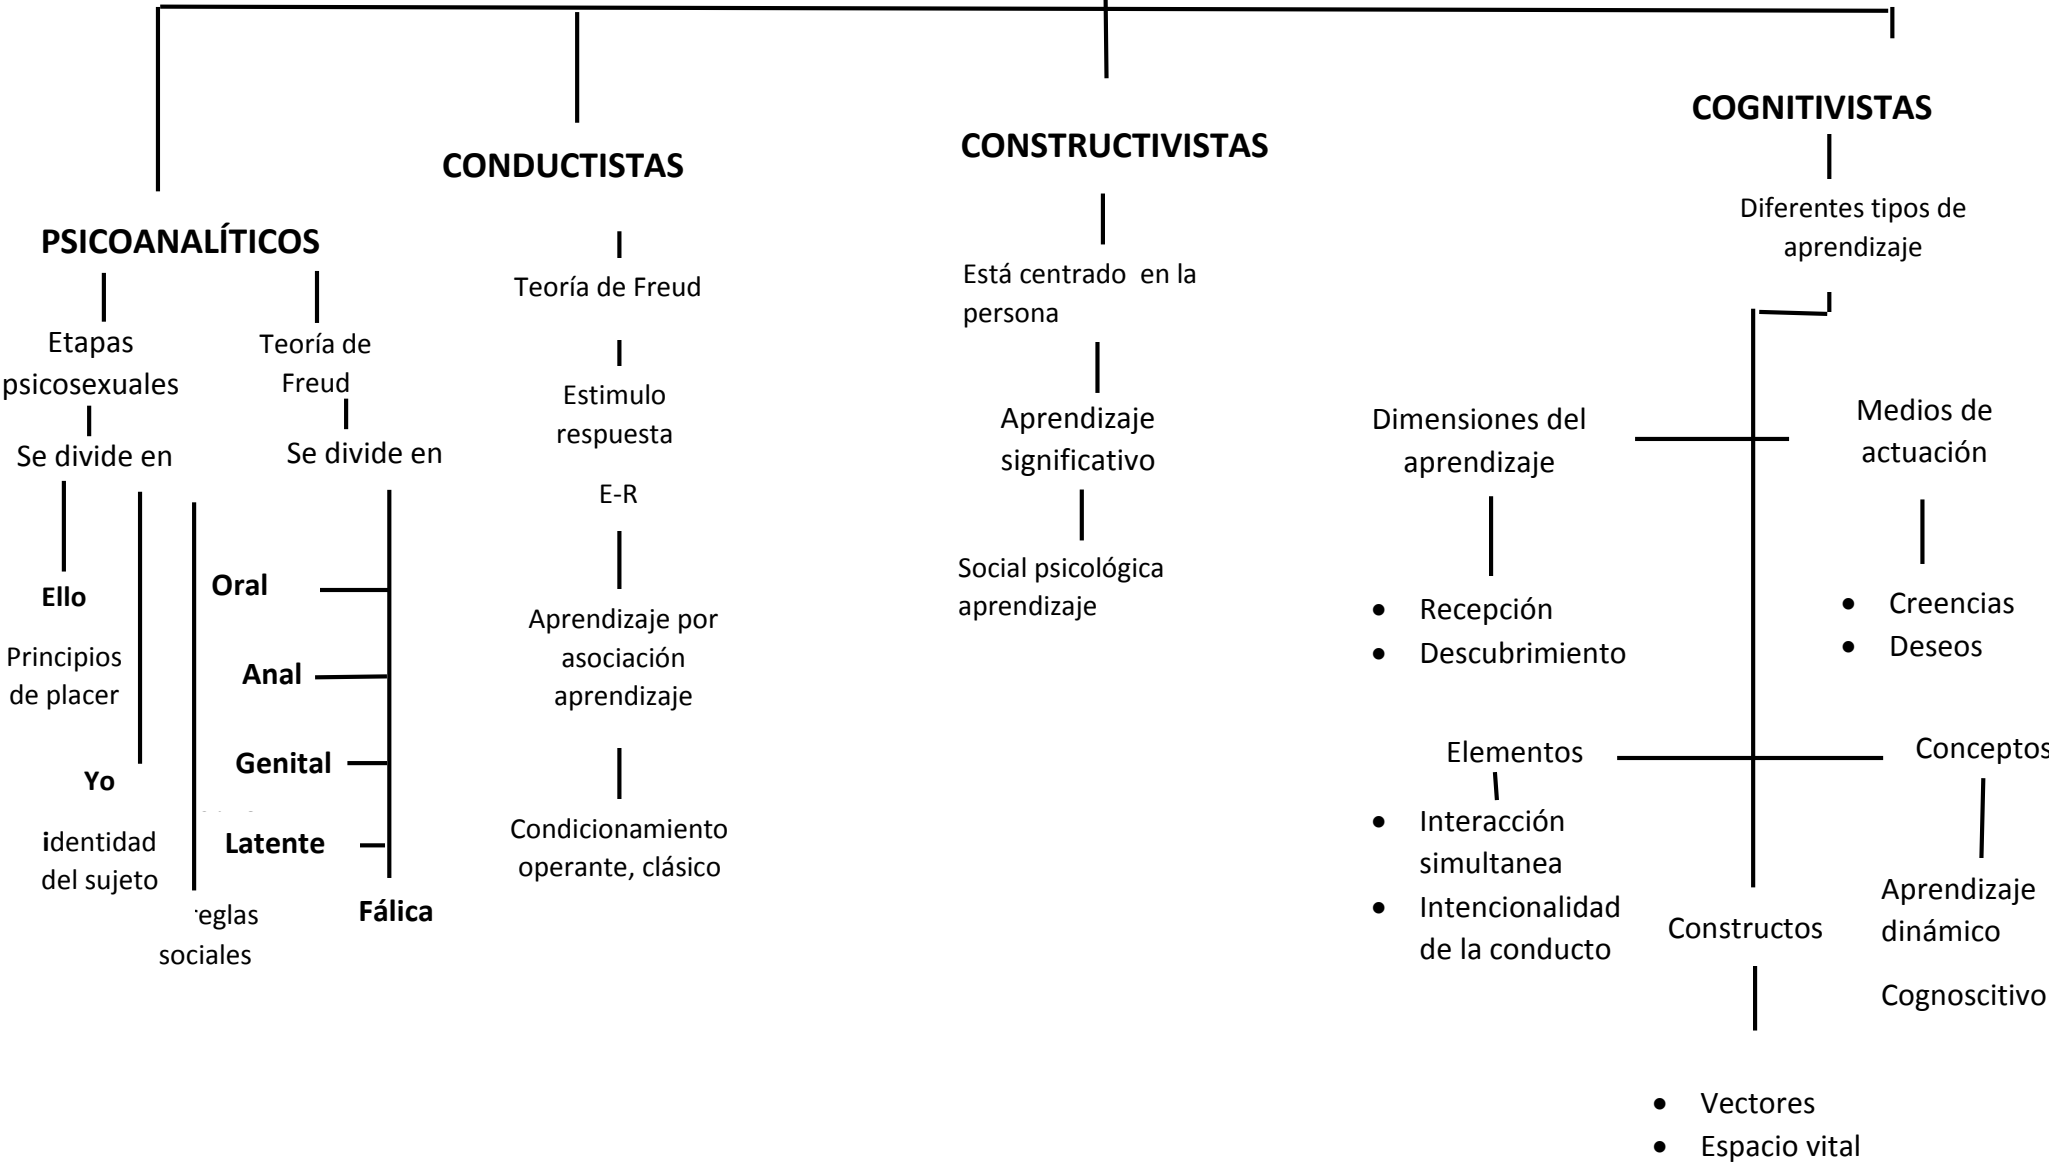 PSICOANALÍTICOS
Etapas
psicosexuales
Se divide en
Ello
Principios
de placer
Yo
identidad
del sujeto
sociales
Teoría de
Freud
Se divide en
Oral
Anal
Genital
Latente
Fálica
CONDUCTISTAS
Teoría de Freud
Estimulo
respuesta
E-R
Aprendizaje por
asociación
aprendizaje
Condicionamiento
operante, clásico
CONSTRUCTIVISTAS
Está centrado en la
persona
Aprendizaje
significativo
Social psicológica
aprendizaje
COGNITIVISTAS
Diferentes tipos de
aprendizaje
Dimensiones del
aprendizaje
• Recepción
• Descubrimiento
Medios de
actuación
• Creencias
• Deseos
Elementos
• Interacción
simultanea
• Intencionalidad
de la conducto
Conceptos
Aprendizaje
dinámico
Cognoscitivo
Constructos
• Vectores
• Espacio vital